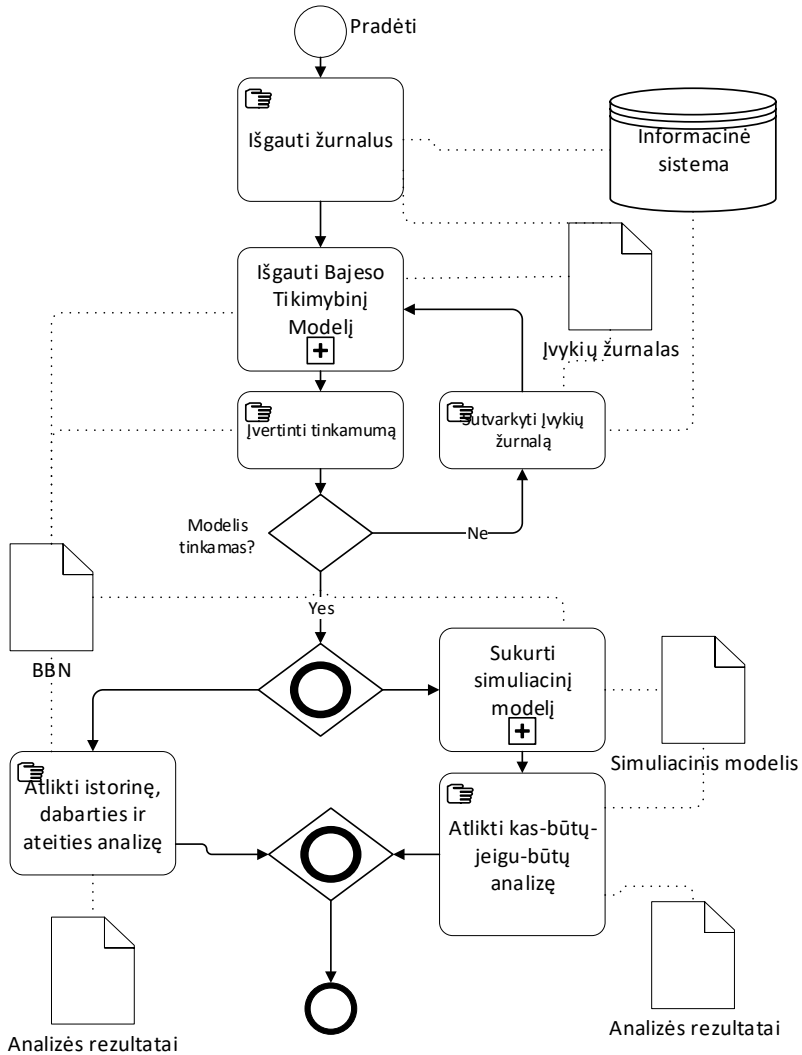 Pradėti
Išgauti žurnalus
Informacinė
sistema
Išgauti Bajeso
Tikimybinį
Modelį
Įvykių žurnalas
Įvertinti tinkamumą
Sutvarkyti Įvykių
žurnalą
Modelis
tinkamas?
Ne
Yes
BBN
Sukurti
simuliacinį
modelį
Simuliacinis modelis
Atlikti istorinę,
dabarties ir
ateities analizę
Atlikti kas-būtų-
jeigu-būtų
analizę
Analizės rezultatai
Analizės rezultatai